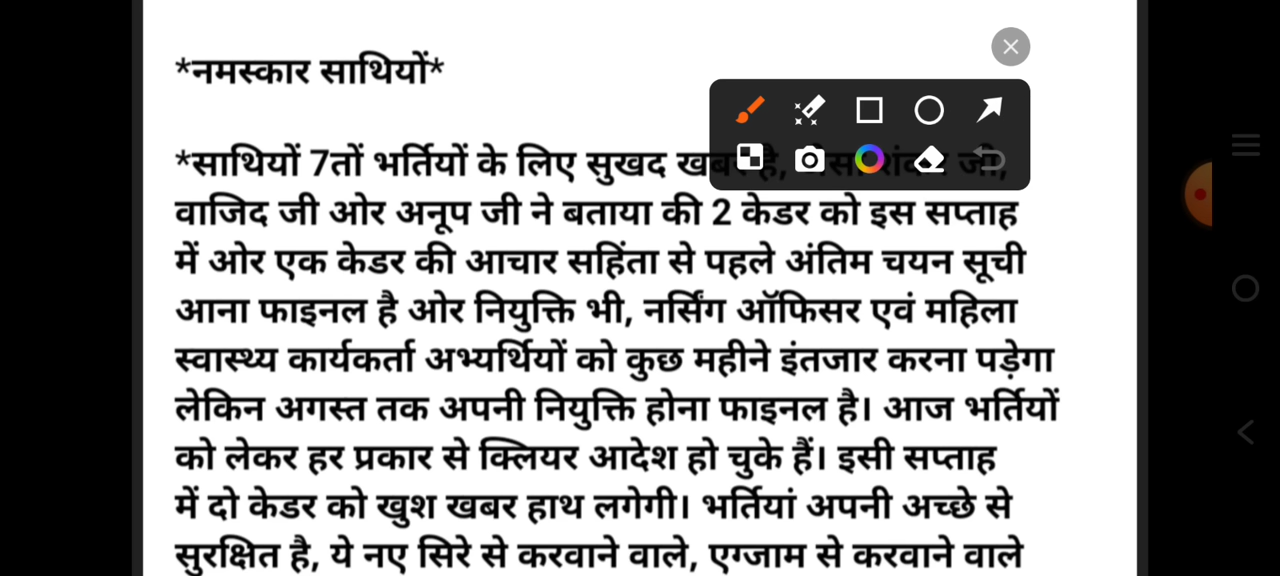 *नमस्कार साथियों*
*साथियों 7तों भर्तियों के लिए सुखद खबर है, जैसा शंकर जी,
वाजिद जी ओर अनूप जी ने बताया की 2 केडर को इस सप्ताह
में ओर एक केडर की आचार सहिंता से पहले अंतिम चयन सूची
आना फाइनल है ओर नियुक्ति भी, नर्सिंग ऑफिसर एवं महिला
स्वास्थ्य कार्यकर्ता अभ्यर्थियों को कुछ महीने इंतजार करना पड़ेगा
लेकिन अगस्त तक अपनी नियुक्ति होना फाइनल है। आज भर्तियों
को लेकर हर प्रकार से क्लियर आदेश हो चुके हैं। इसी सप्ताह
में दो केडर को खुश खबर हाथ लगेगी। भर्तियां अपनी अच्छे से
सुरक्षित है, ये नए सिरे से करवाने वाले, एग्जाम से करवाने वाले